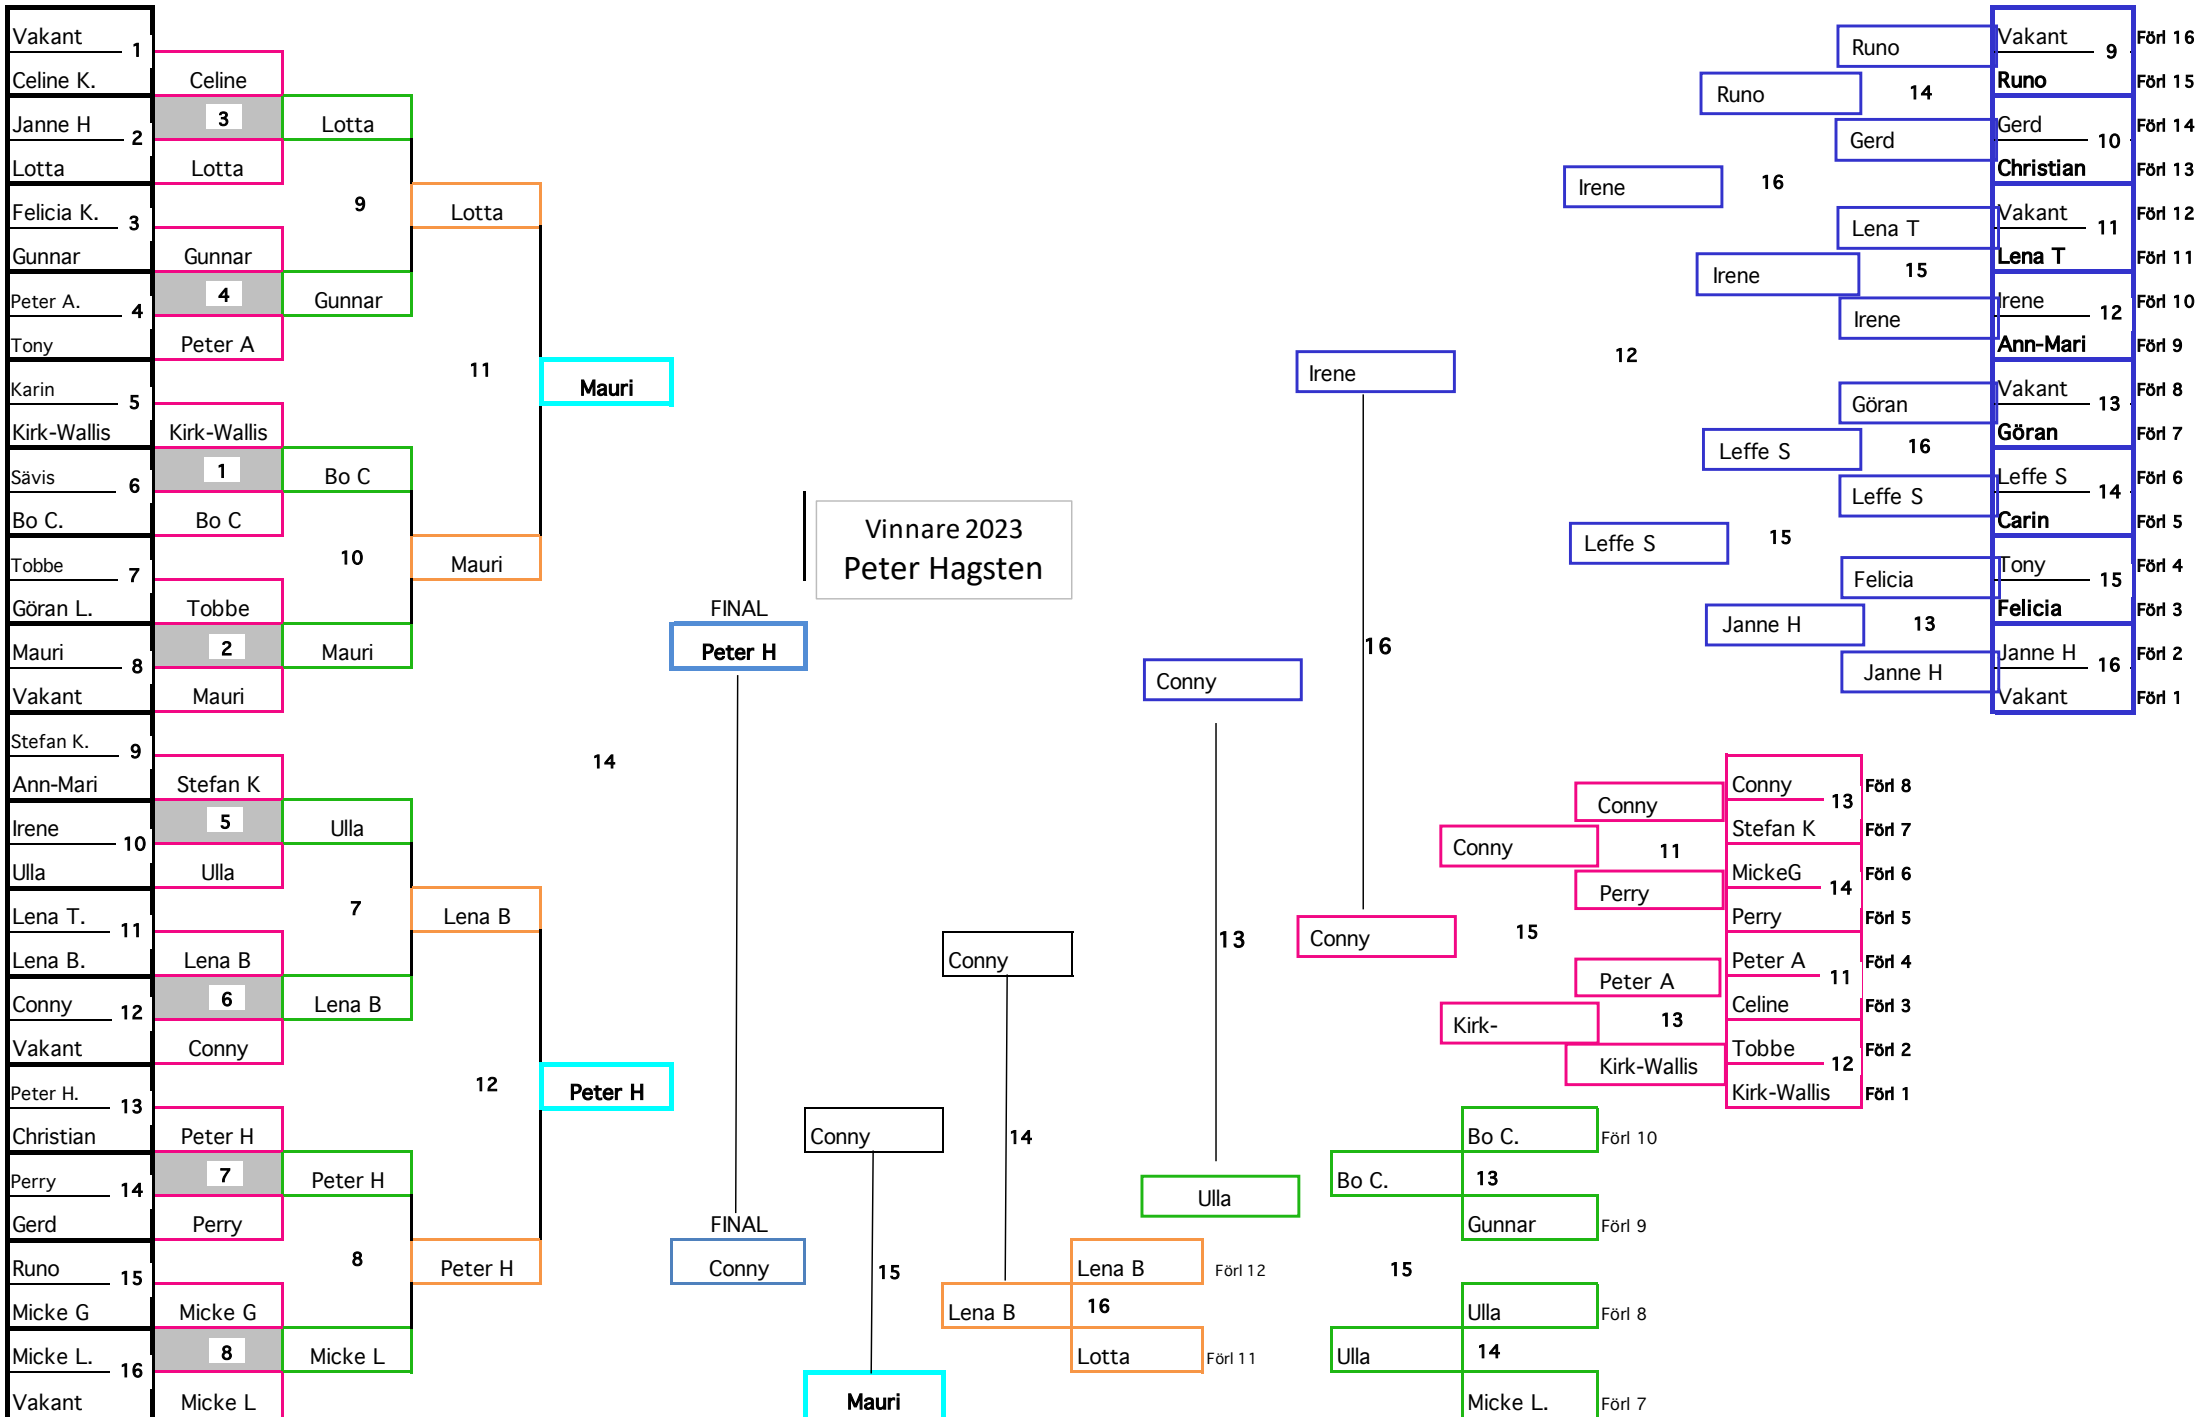 Vakant
1
Celine K.
Janne H
2
Lotta
Felicia K.
3
Gunnar
Peter A.
4
Tony
Karin
5
Kirk-Wallis
Sävis
6
Bo C.
Tobbe
7
Göran L.
Mauri
8
Vakant
Stefan K.
9
Ann-Mari
Irene
10
Ulla
Lena T.
11
Lena B.
Conny
12
Vakant
Peter H.
13
Christian
Perry
14
Gerd
Runo
15
Micke G
Micke L.
16
Vakant
Celine
3
Lotta
Gunnar
4
Peter A
Kirk-Wallis
1
Bo C
Tobbe
2
Mauri
Stefan K
5
Ulla
Lena B
6
Conny
Peter H
7
Perry
Micke G
8
Micke L
Lotta
9
Gunnar
Bo C
10
Mauri
Ulla
7
Lena B
Peter H
8
Micke L
Lotta
11
Mauri
Lena B
12
Peter H
Mauri
14
Peter H
Vinnare 2023
Peter Hagsten
FINAL
Peter H
FINAL
Conny
Conny
15
Mauri
Conny
14
Lena B
Lena B
Förl 12
16
Lotta
Förl 11
Conny
13
Ulla
Irene
16
Conny
Bo C.
Förl 10
Bo C.
13
Gunnar
Förl 9
15
Ulla
Förl 8
Ulla
14
Micke L.
Förl 7
Conny
Förl 8
Conny
13
Stefan K
Förl 7
Conny
11
MickeG
Förl 6
Perry
14
Perry
Förl 5
15
Peter A
Förl 4
Peter A
11
Celine
Förl 3
Kirk-
13
Tobbe
Förl 2
Kirk-Wallis
12
Kirk-Wallis
Förl 1
Runo
Vakant
9
Förl 16
Runo
Förl 15
Runo
14
Gerd
Förl 14
Gerd
10
Christian
Förl 13
Irene
16
Vakant
Förl 12
Lena T
11
Lena T
Förl 11
Irene
15
Irene
Förl 10
Irene
12
Ann-Mari
Förl 9
12
Vakant
Förl 8
Göran
13
Göran
Förl 7
Leffe S
16
Leffe S
Förl 6
Leffe S
14
Carin
Förl 5
Leffe S
15
Tony
Förl 4
Felicia
15
Felicia
Förl 3
Janne H
13
Janne H
Förl 2
Janne H
16
Vakant
Förl 1